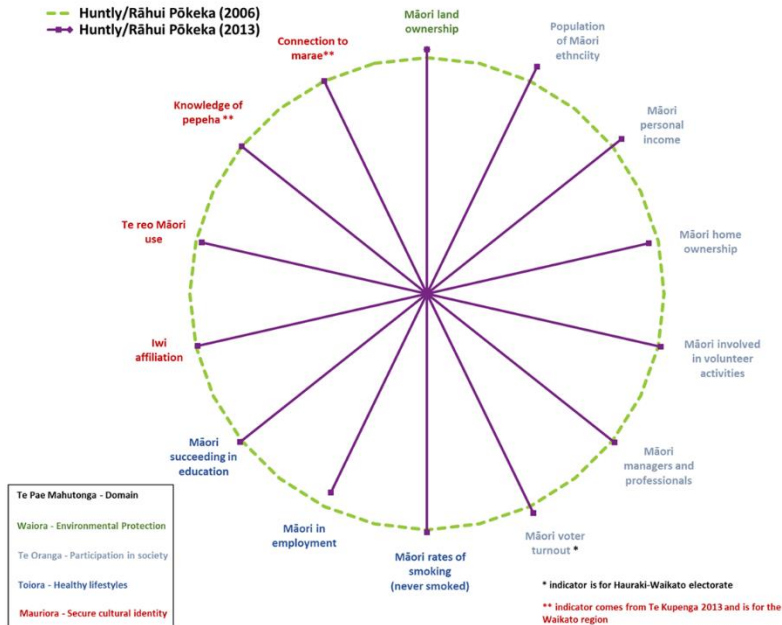 Huntly/Rāhui Pōkeka (2006)
Huntly/Rāhui Pōkeka (2013)
Māori land
ownership
Population
of Māori
ethnciity
Māori
personal
income
Māori home
ownership
Māori involved
in volunteer
activities
Māori
managers and
professionals
Māori voter
turnout *
Māori rates of
smoking
(never smoked)
Māori in
employment
Māori
succeeding in
education
Iwi
affiliation
Te reo Māori
use
Knowledge of
pepeha **
Connection to
marae**
Te Pae Mahutonga - Domain
Waiora - Environmental Protection
Te Oranga - Participation in society
Toiora - Healthy lifestyles
Mauriora - Secure cultural identity
* indicator is for Hauraki-Waikato electorate
** indicator comes from Te Kupenga 2013 and is for the
Waikato region